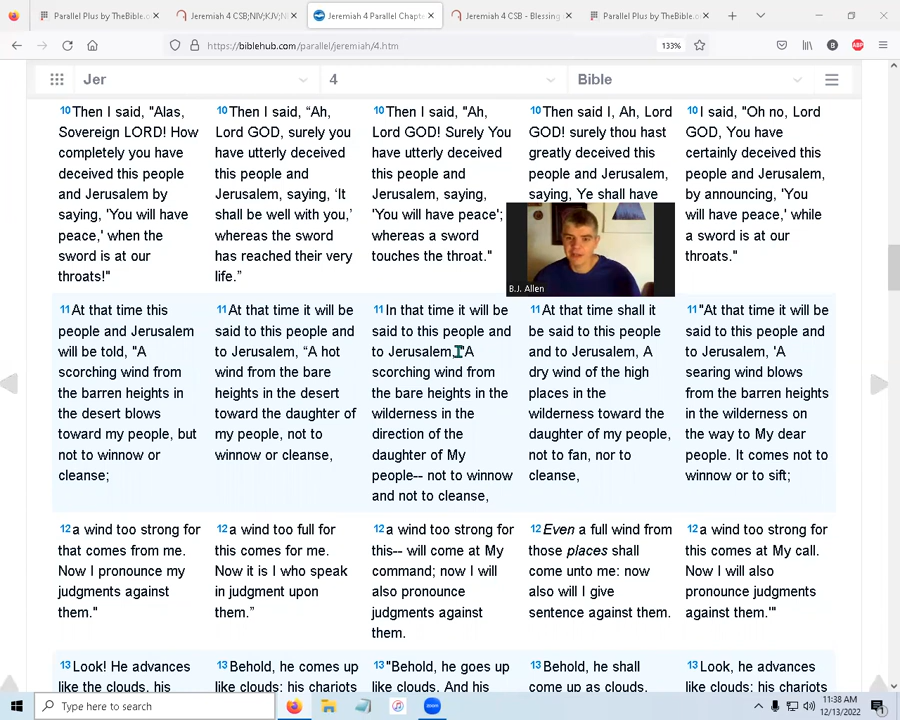 Parallel Plus by TheBible.o
Jeremiah 4 CSB;NIV;KJV;N
Jeremiah 4 Parallel Chapte
Jeremiah 4 CSB - Blessing
Parallel Plus by TheBible.o
https://biblehub.com/parallel/jeremiah/4.htm
133%
B
ABP
Jer
4
Bible
10Then I said, "Alas,
Sovereign LORD! How
completely you have
deceived this people
and Jerusalem by
saying, 'You will have
peace,' when the
sword is at our
throats!"
10Then I said, “Ah,
Lord GOD, surely you
have utterly deceived
this people and
Jerusalem, saying, ‘It
shall be well with you,’
whereas the sword
has reached their very
life.”
10Then I said, "Ah,
Lord GOD! Surely You
have utterly deceived
this people and
Jerusalem, saying,
'You will have peace';
whereas a sword
touches the throat."
10Then said I, Ah, Lord
GOD! surely thou hast
greatly deceived this
people and Jerusalem,
saying, Ye shall have
10I said, "Oh no, Lord
GOD, You have
certainly deceived this
people and Jerusalem,
by announcing, 'You
will have peace,' while
a sword is at our
throats."
B.J. Allen
11At that time this
people and Jerusalem
will be told, "A
scorching wind from
the barren heights in
the desert blows
toward my people, but
not to winnow or
cleanse;
11At that time it will be
said to this people and
to Jerusalem, “A hot
wind from the bare
heights in the desert
toward the daughter of
my people, not to
winnow or cleanse,
11In that time it will be
said to this people and
to Jerusalem, "A
scorching wind from
the bare heights in the
wilderness in the
direction of the
daughter of My
people-- not to winnow
and not to cleanse,
11At that time shall it
be said to this people
and to Jerusalem, A
dry wind of the high
places in the
wilderness toward the
daughter of my people,
not to fan, nor to
cleanse,
11"At that time it will be
said to this people and
to Jerusalem, 'A
searing wind blows
from the barren heights
in the wilderness on
the way to My dear
people. It comes not to
winnow or to sift;
12a wind too strong for
that comes from me.
Now I pronounce my
judgments against
them."
12a wind too full for
this comes for me.
Now it is I who speak
in judgment upon
them.”
12a wind too strong for
this-- will come at My
command; now I will
also pronounce
judgments against
them.
12Even a full wind from
those places shall
come unto me: now
also will I give
sentence against them.
12a wind too strong for
this comes at My call.
Now I will also
pronounce judgments
against them.'"
13Look! He advances
like the clouds, his
13Behold, he comes up
like clouds; his chariots
13"Behold, he goes up
like clouds, And his
13Behold, he shall
come up as clouds,
13Look, he advances
like clouds; his chariots
Type here to search
zoom
11:38 AM
12/13/2022
1